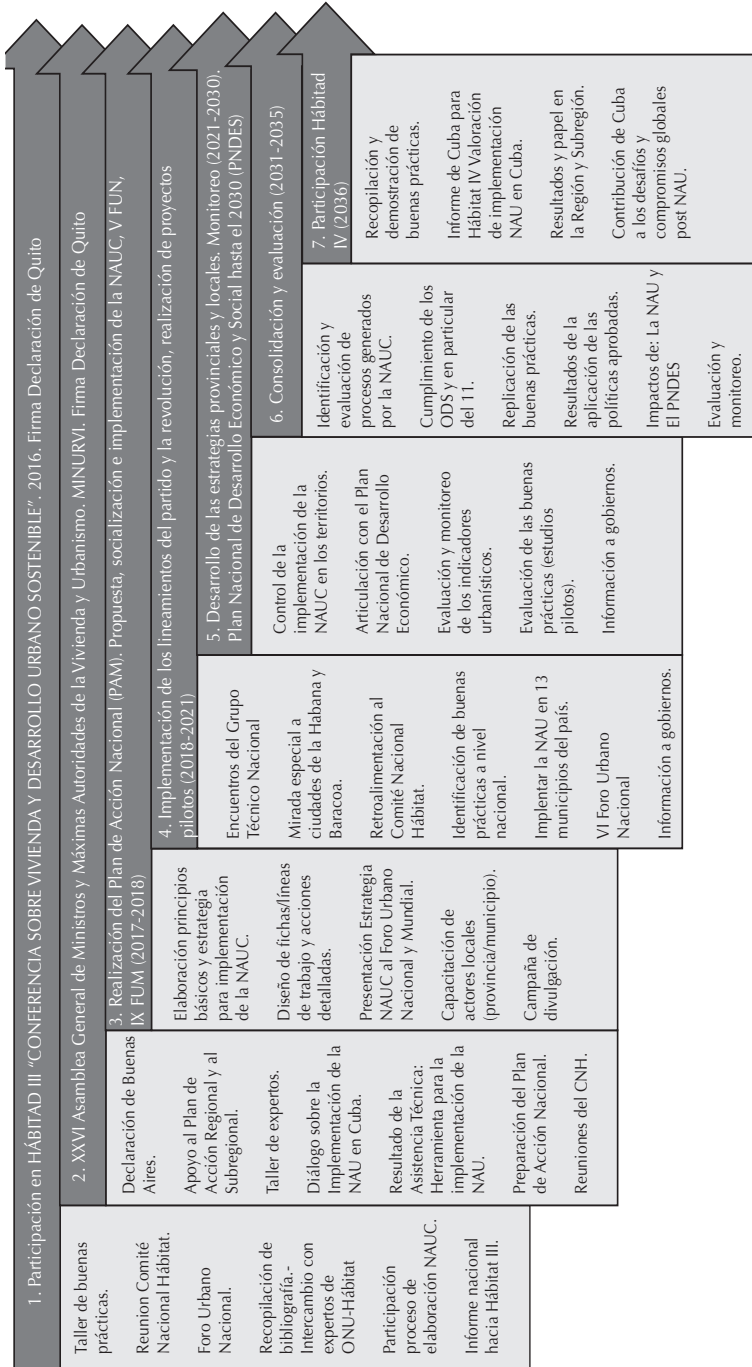 1. Participación en HÁBITAD III “CONFERENCIA SOBRE VIVIENDA Y DESARROLLO URBANO SOSTENIBLE”. 2016. Firma Declaración de Quito
Taller de buenas
prácticas.
Reunion Comité
Nacional Hábitat.
Foro Urbano
Nacional.
Recopilación de
bibliografía.-
Intercambio con
expertos de
ONU-Hábitat
Participación
proceso de
elaboración NAUC.
Informe nacional
hacia Hábitat III.
2. XXVI Asamblea General de Ministros y Máximas Autoridades de la Vivienda y Urbanismo. MINURVI. Firma Declaración de Quito
Declaración de Buenas
Aires.
Apoyo al Plan de
Acción Regional y al
Subregional.
Taller de expertos.
Diálogo sobre la
Implementación de la
NAU en Cuba.
Resultado de la
Asistencia Técnica:
Herramienta para la
implementación de la
NAU.
Preparación del Plan
de Acción Nacional.
Reuniones del CNH.
3. Realización del Plan de Acción Nacional (PAM). Propuesta, socialización e implementación de la NAUC, V FUN,
IX FUM (2017-2018)
Elaboración principios
básicos y estrategia
para implementación
de la NAUC.
Diseño de fichas/líneas
de trabajo y acciones
detalladas.
Presentación Estrategia
NAUC al Foro Urbano
Nacional y Mundial.
Capacitación de
actores locales
(provincia/municipio).
Campaña de
divulgación.
4. Implementación de los lineamientos del partido y la revolución, realización de proyectos
pilotos (2018-2021)
Encuentros del Grupo
Técnico Nacional
Mirada especial a
ciudades de la Habana y
Baracoa.
Retroalimentación al
Comité Nacional
Hábitat.
Identificación de buenas
prácticas a nivel
nacional.
Implentar la NAU en 13
municipios del país.
VI Foro Urbano
Nacional
Información a gobiernos.
5. Desarrollo de las estrategias provinciales y locales. Monitoreo (2021-2030).
Plan Nacional de Desarrollo Económico y Social hasta el 2030 (PNDES)
Control de la
implementación de la
NAUC en los territorios.
Articulación con el Plan
Nacional de Desarrollo
Económico.
Evaluación y monitoreo
de los indicadores
urbanísticos.
Evaluación de las buenas
prácticas (estudios
pilotos).
Información a gobiernos.
6. Consolidación y evaluación (2031-2035)
Identificación y
evaluación de
procesos generados
por la NAUC.
Cumplimiento de los
ODS y en particular
del 11.
Replicación de las
buenas prácticas.
Resultados de la
aplicación de las
políticas aprobadas.
Impactos de: La NAU y
El PNDES
Evaluación y
monitoreo.
7. Participación Hábitad
IV (2036)
Recopilación y
demostración de
buenas prácticas.
Informe de Cuba para
Hábitat IV Valoración
de implementación
NAU en Cuba.
Resultados y papel en
la Región y Subregión.
Contribución de Cuba
a los desafíos y
compromisos globales
post NAU.